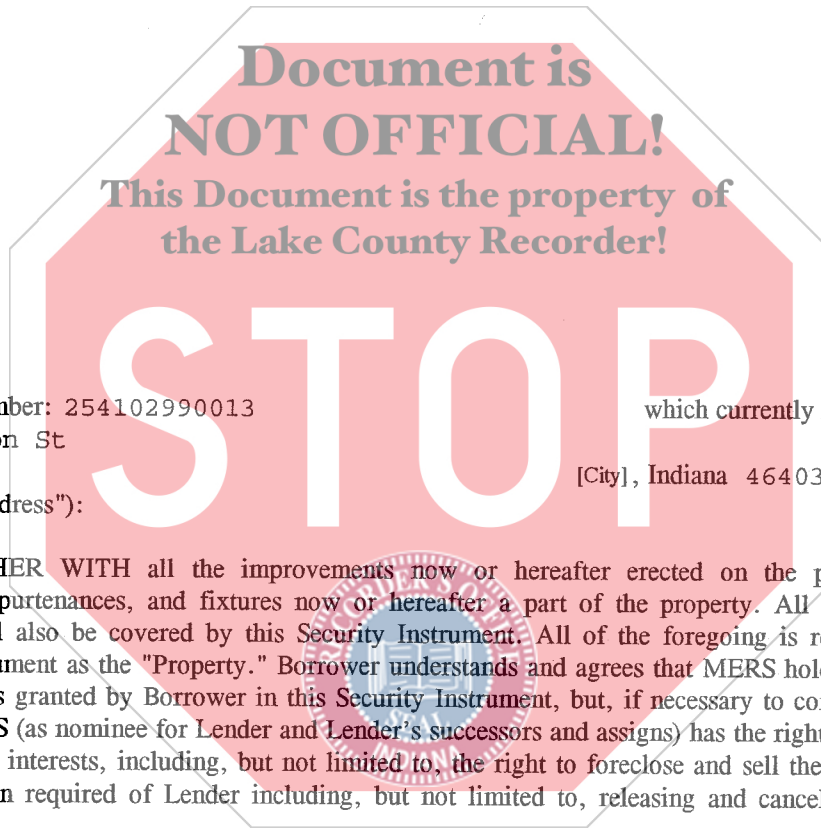 Document is
NOT OFFICIAL!
This Document is the property of
the Lake County Recorder!
STOP
mber: 254102990013 which currently
on St
[City], Indiana 46403
dress"):
HER WITH all the improvements now or hereafter erected on the p
purtenances, and fixtures now or hereafter a part of the property. All
l also be covered by this Security Instrument. All of the foregoing is re
ument as the "Property." Borrower understands and agrees that MERS hol
s granted by Borrower in this Security Instrument, but, if necessary to co
S (as nominee for Lender and Lender's successors and assigns) has the right
interests, including, but not limited to, the right to foreclose and sell the
n required of Lender including, but not limited to, releasing and cancel
RECORDER'S OFFICE
SEAL
INDIANA